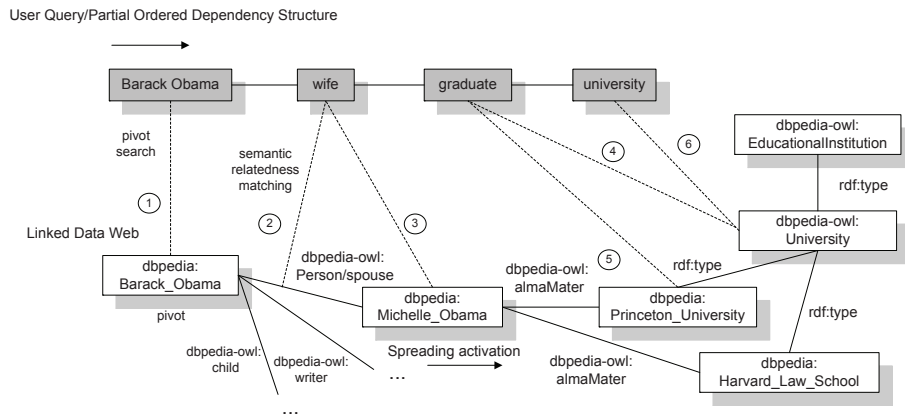 User Query/Partial Ordered Dependency Structure
Barack Obama
wife
graduate
university
pivot
search
semantic
relatedness
matching
1
2
3
4
5
6
dbpedia-owl:
EducationalInstitution
rdf:type
dbpedia-owl:
University
Linked Data Web
dbpedia:
Barack_Obama
pivot
dbpedia-owl:
Person/spouse
dbpedia:
Michelle_Obama
dbpedia-owl:
almaMater
dbpedia:
Princeton_University
rdf:type
rdf:type
dbpedia-owl:
child
dbpedia-owl:
writer
...
...
Spreading activation
dbpedia-owl:
almaMater
dbpedia:
Harvard_Law_School